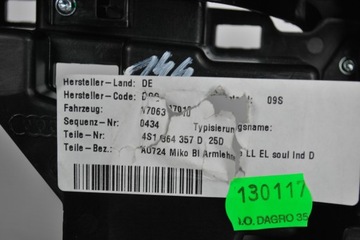 Hersteller-Land: DE
Hersteller-Code: 09S
Fahrzeug:
Sequenz-Nr: 0434 Typisierungsname:
Teile-Nr: 4S1 864 357 D 25D
Teile-Bez.: AU724 Miko Bl Armlehne LL EL soul Ind D
130117
LO. DAGRO 35